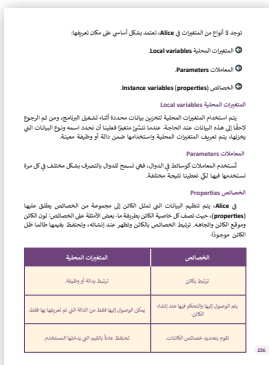 توجد 3 أنواع من المتغيرات في Alice، تعتمد بشكل أساسي على مكان تعريفها:
المتغيرات المحلية Local variables.
المعاملات Parameters.
الخصائص (Instance variables (properties.
المتغيرات المحلية Local variables
يتم استخدام المتغيرات المحلية لتخزين بيانات محددة أثناء تشغيل البرنامج، ومن ثم الرجوع
لاحقًا إلى هذه البيانات عند الحاجة. عندما تنشئ متغيرًا فعلينا أن نحدد اسمه ونوع البيانات التي
يخزنها، يتم تعريف المتغيرات المحلية واستخدامها ضمن دالة أو وظيفة معينة.
المعاملات Parameters
تُستخدم المعاملات كوسائط في الدوال، فهي تسمح للدوال بالتصرف بشكل مختلف في كل مرة
نستخدمها فيها لكي تعطينا نتيجة مختلفة.
الخصائص Properties
في Alice، يتم تنظيم البيانات التي تمثل الكائن إلى مجموعة من الخصائص يطلق عليها
(properties)، حيث تصف كل خاصية الكائن بطريقة ما. بعض الأمثلة على الخصائص: لون الكائن
وموقع الكائن واتجاهه. ترتبط الخصائص بالكائن وتظهر عند إنشائه، وتحتفظ بقيمها طالما ظل
الكائن موجودًا.
الخصائص المتغيرات المحلية
ترتبط بكائن. ترتبط بدالة أو وظيفة.
يتم الوصول إليها والتحكم فيها عند إنشاء
الكائن. يمكن الوصول إليها فقط من الدالة التي تم تعريفها بها فقط.
تقوم بتحديد خصائص الكائنات. تحتفظ عادةً بالقيم التي يدخلها المستخدم.
226